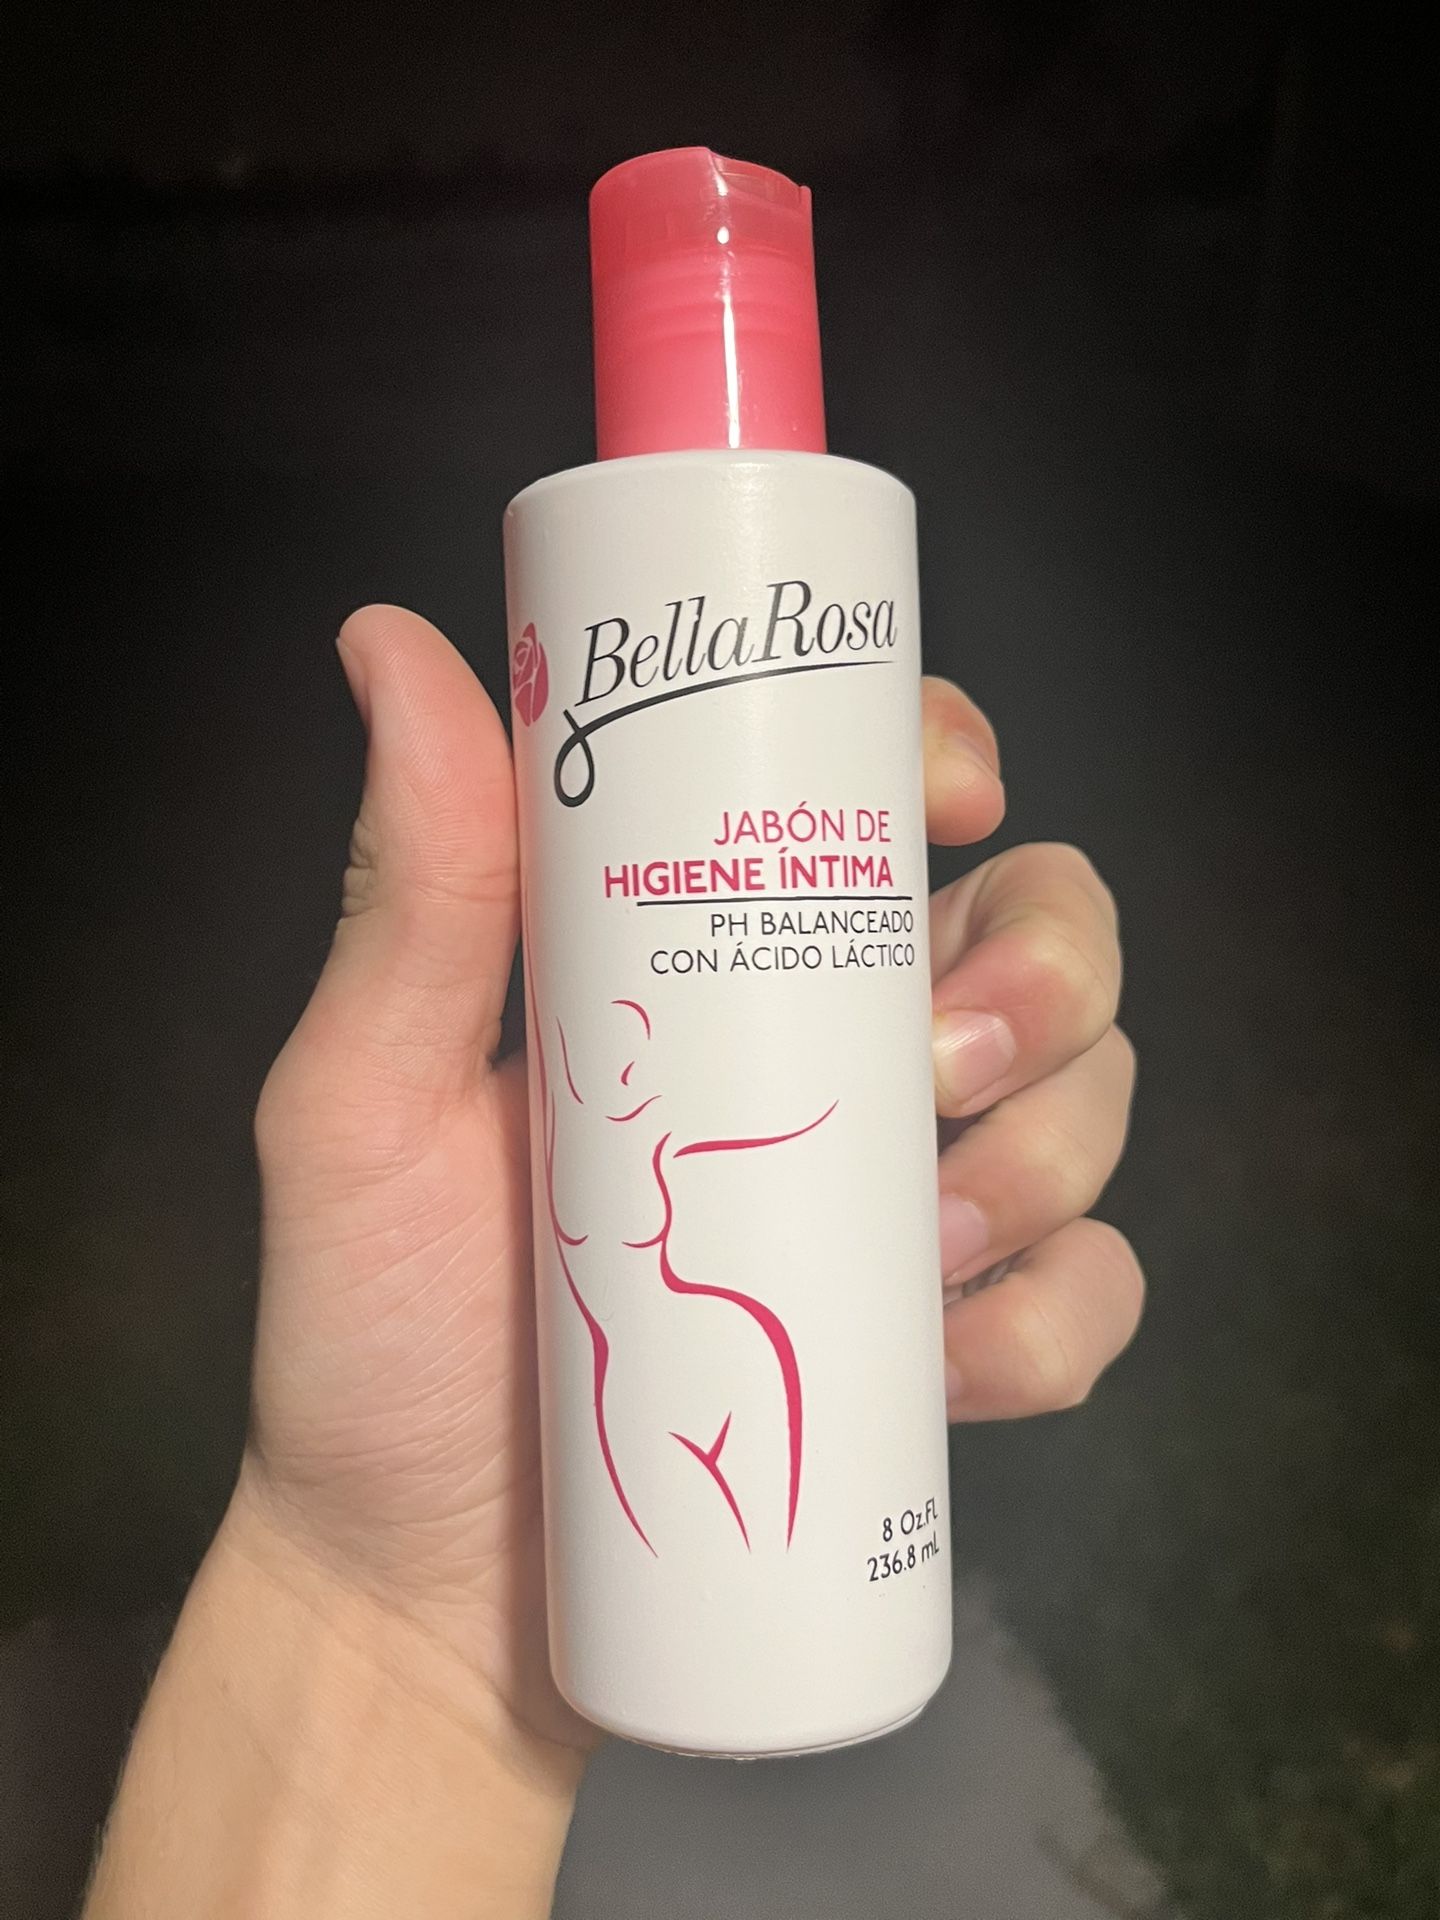 BellaRosa
JABÓN DE
HIGIENE ÍNTIMA
PH BALANCEADO
CON ÁCIDO LÁCTICO
8 Oz.Fl.
236.8 mL